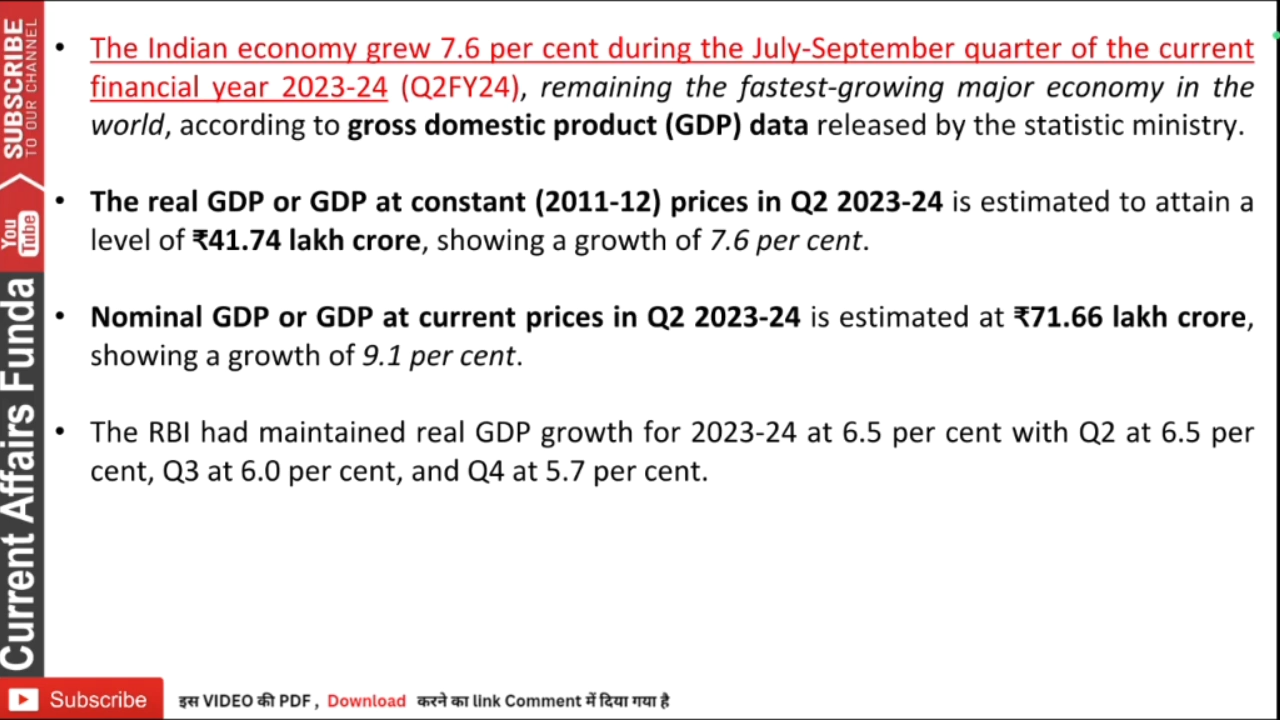 • The Indian economy grew 7.6 per cent during the July-September quarter of the current
financial year 2023-24 (Q2FY24), remaining the fastest-growing major economy in the
world, according to gross domestic product (GDP) data released by the statistic ministry.
• The real GDP or GDP at constant (2011-12) prices in Q2 2023-24 is estimated to attain a
level of ₹41.74 lakh crore, showing a growth of 7.6 per cent.
• Nominal GDP or GDP at current prices in Q2 2023-24 is estimated at ₹71.66 lakh crore,
showing a growth of 9.1 per cent.
• The RBI had maintained real GDP growth for 2023-24 at 6.5 per cent with Q2 at 6.5 per
cent, Q3 at 6.0 per cent, and Q4 at 5.7 per cent.
SUBSCRIBE
TO OUR CHANNEL
You
Tube
Current Affairs Funda
Subscribe
इस VIDEO की PDF , Download करने का link Comment में दिया गया है